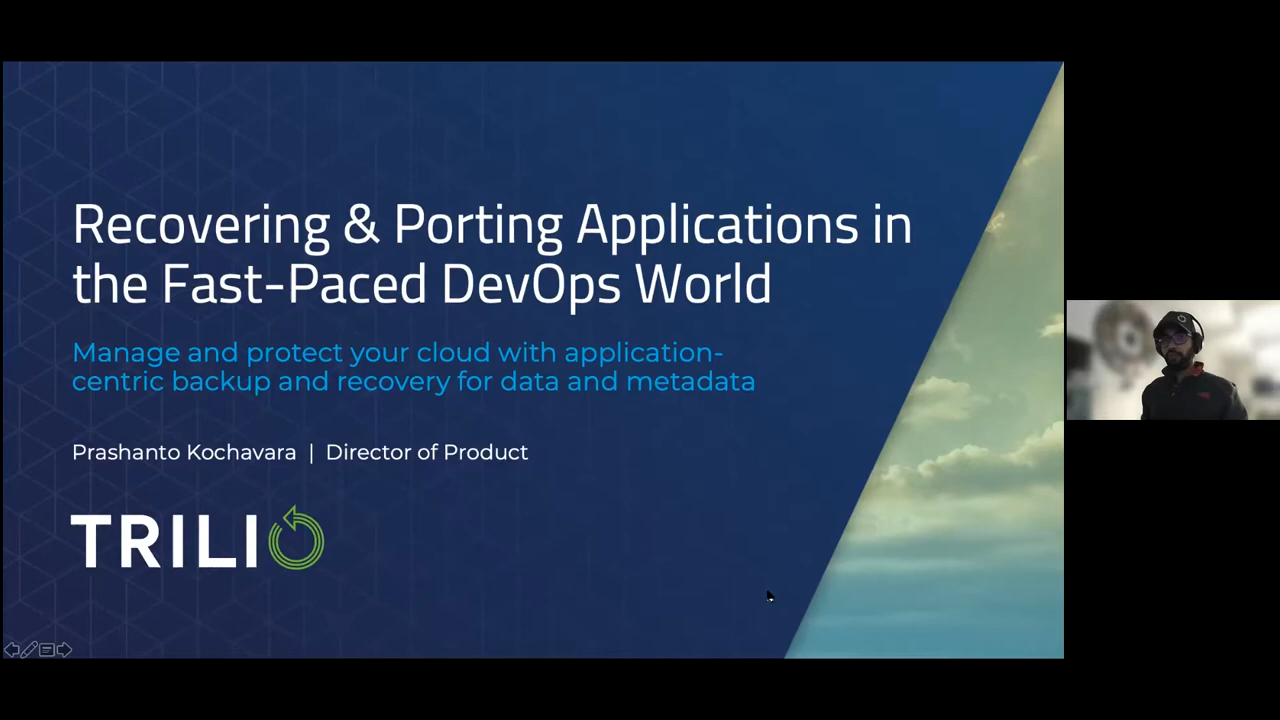 Recovering & Porting Applications in
the Fast-Paced DevOps World
Manage and protect your cloud with application-
centric backup and recovery for data and metadata
Prashanto Kochavara | Director of Product
TRILIO